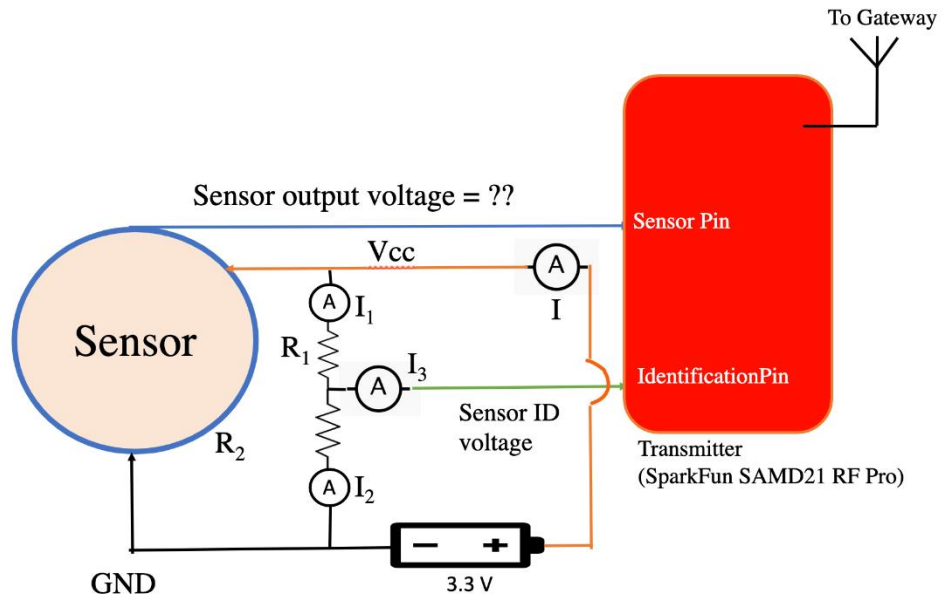 To Gateway
Sensor output voltage = ??
Sensor Pin
Vcc
A
I
A
I₁
Sensor
R₁
I₃
A
IdentificationPin
Sensor ID
voltage
R₂
Transmitter
(SparkFun SAMD21 RF Pro)
A
I₂
GND
3.3 V